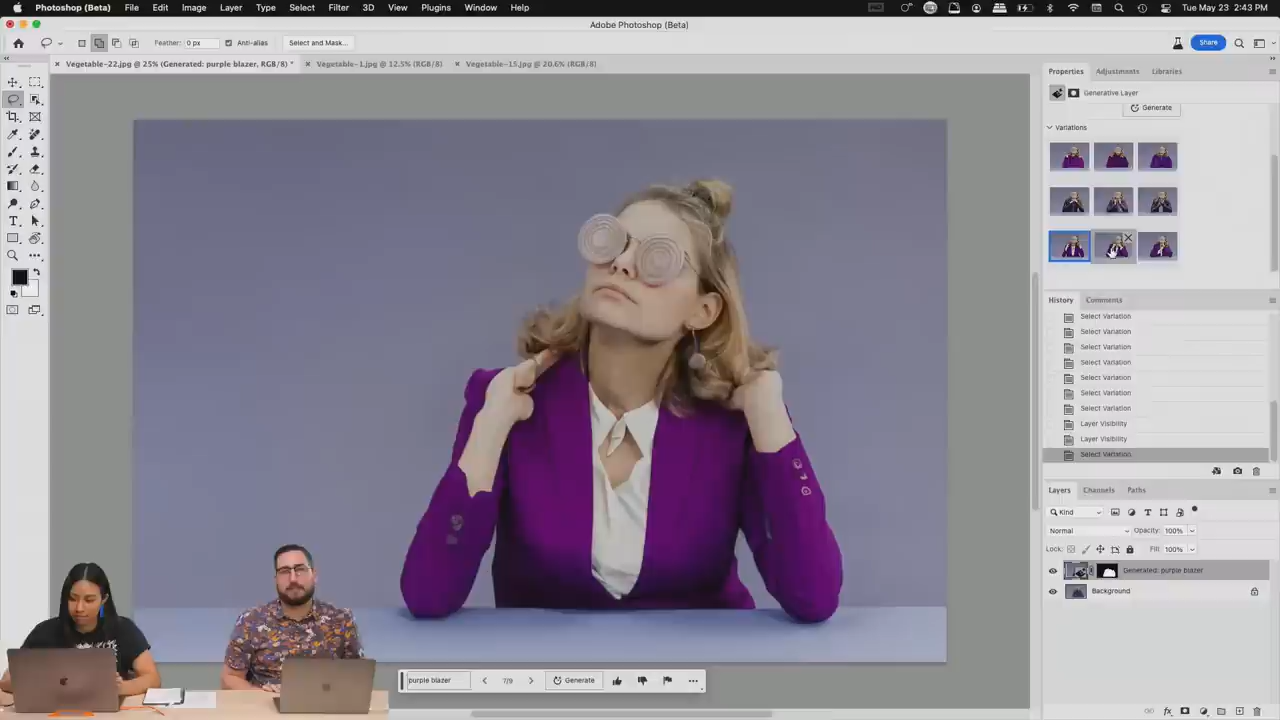 Photoshop (Beta) File Edit Image Layer Type Select Filter 3D View Plugins Window Help Tue May 23 2:43 PM
Adobe Photoshop (Beta)
Feather: 0 px Anti-alias Select and Mask... Share
Vegetable-22.jpg @ 25% (Generated: purple blazer, RGB/8) * Vegetable-1.jpg @ 12.5% (RGB/8) Vegetable-15.jpg @ 20.6% (RGB/8)
Properties Adjustments Libraries
Generative Layer
Generate
Variations
History Comments
Select Variation
Select Variation
Select Variation
Select Variation
Select Variation
Select Variation
Select Variation
Layer Visibility
Layer Visibility
Select Variation
Layers Channels Paths
Kind
Normal Opacity: 100%
Lock: Fill: 100%
Generated: purple blazer
Background
purple blazer 7/9 Generate